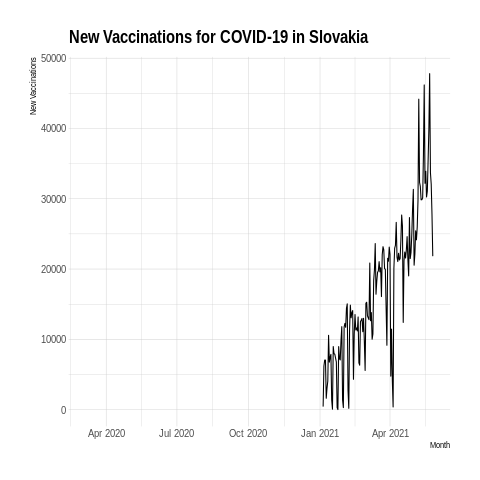 New Vaccinations for COVID-19 in Slovakia
New Vaccinations
50000
40000
30000
20000
10000
0
Apr 2020 Jul 2020 Oct 2020 Jan 2021 Apr 2021
Month